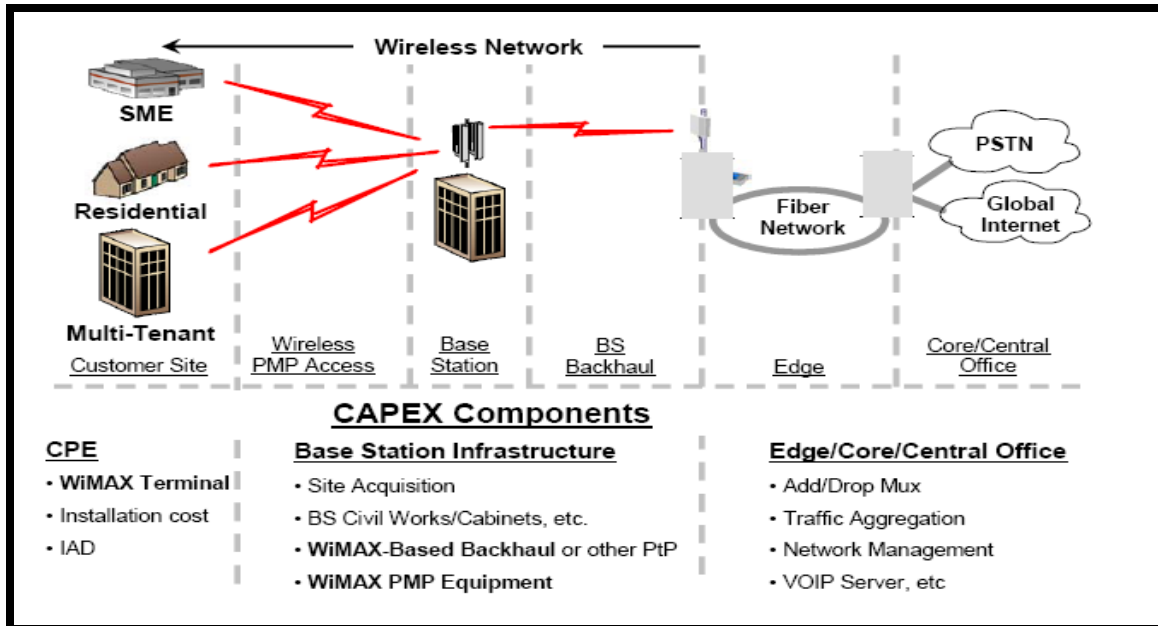 Wireless Network
SME
Residential
Multi-Tenant
PSTN
Global
Internet
Fiber
Network
Customer Site
Wireless
PMP Access
Base
Station
BS
Backhaul
Edge
Core/Central
Office
CAPEX Components
CPE
• WiMAX Terminal
• Installation cost
• IAD
Base Station Infrastructure
• Site Acquisition
• BS Civil Works/Cabinets, etc.
• WiMAX-Based Backhaul or other PtP
• WiMAX PMP Equipment
Edge/Core/Central Office
• Add/Drop Mux
• Traffic Aggregation
• Network Management
• VOIP Server, etc